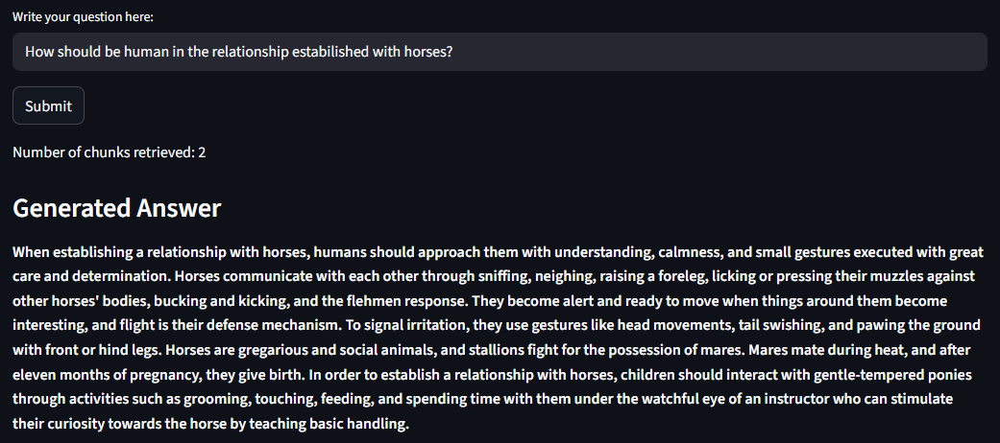 Write your question here:
How should be human in the relationship estabilished with horses?
Submit
Number of chunks retrieved: 2
Generated Answer
When establishing a relationship with horses, humans should approach them with understanding, calmness, and small gestures executed with great
care and determination. Horses communicate with each other through sniffing, neighing, raising a foreleg, licking or pressing their muzzles against
other horses' bodies, bucking and kicking, and the flehmen response. They become alert and ready to move when things around them become
interesting, and flight is their defense mechanism. To signal irritation, they use gestures like head movements, tail swishing, and pawing the ground
with front or hind legs. Horses are gregarious and social animals, and stallions fight for the possession of mares. Mares mate during heat, and after
eleven months of pregnancy, they give birth. In order to establish a relationship with horses, children should interact with gentle-tempered ponies
through activities such as grooming, touching, feeding, and spending time with them under the watchful eye of an instructor who can stimulate
their curiosity towards the horse by teaching basic handling.